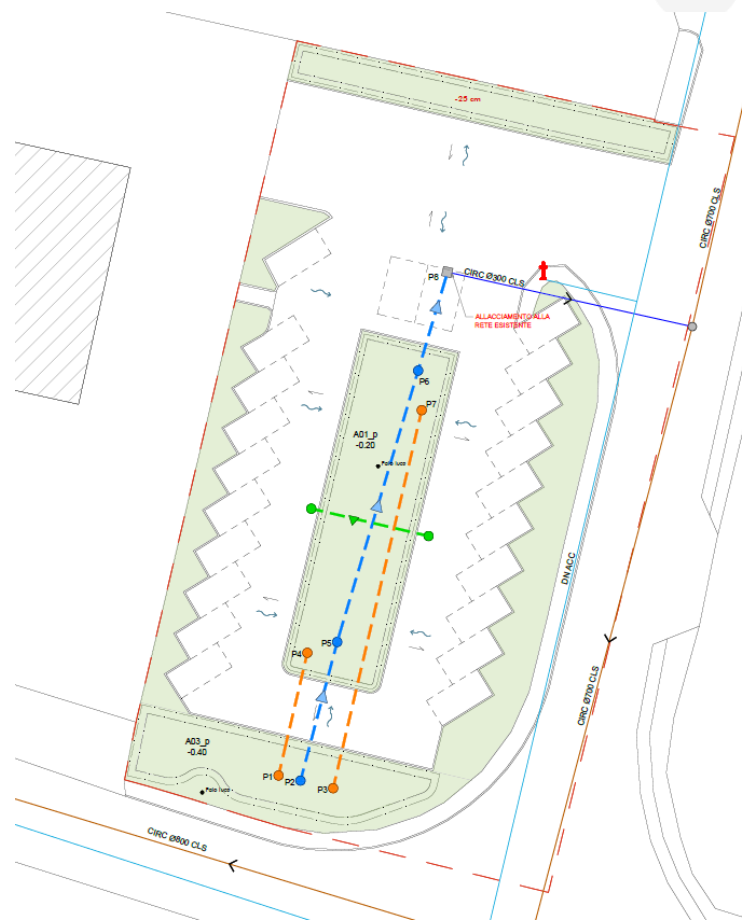 -25 cm
CIRC Ø700 CLS
P8
CIRC Ø300 CLS
ALLACCIAMENTO ALLA
RETE ESISTENTE
P6
P7
A01_p
-0.20
Palo luce
DN ACC
P5
P4
CIRC Ø700 CLS
A03_p
-0.40
P1
P2
P3
Palo luce
CIRC Ø800 CLS